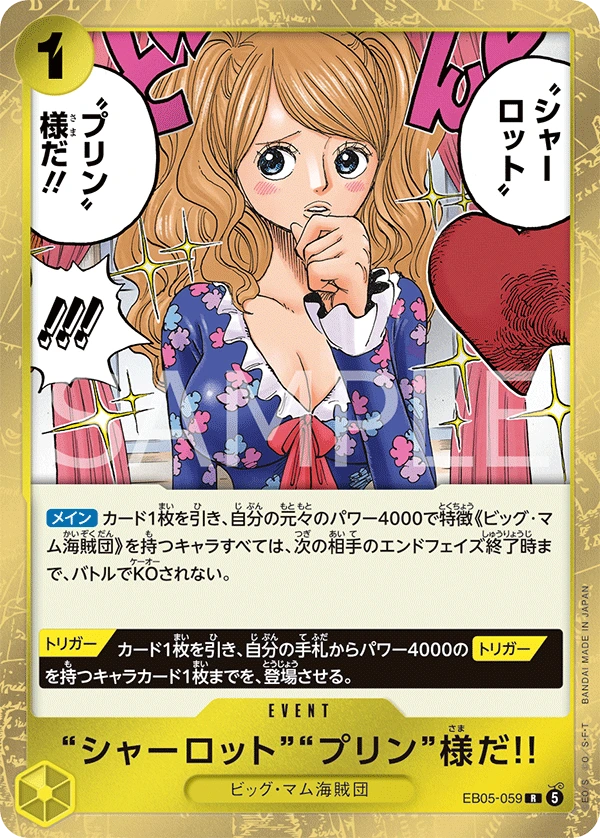 DELICIOUS EISTMER
1
“シャーロット”
“プリン”様だ!!
!!!!
SAMPLE
メイン カード1枚を引き、自分の元々のパワー4000で特徴《ビッグ・マ
ム海賊団》を持つキャラすべては、次の相手のエンドフェイズ終了時ま
で、バトルでKOされない。
トリガー カード1枚を引き、自分の手札からパワー4000の トリガー
を持つキャラカード1枚までを、登場させる。
EVENT
“シャーロット”“プリン”様だ!!
ビッグ・マム海賊団
EB05-059 R 5
©E.O. ©O./S・F・T BANDAI MADE IN JAPAN